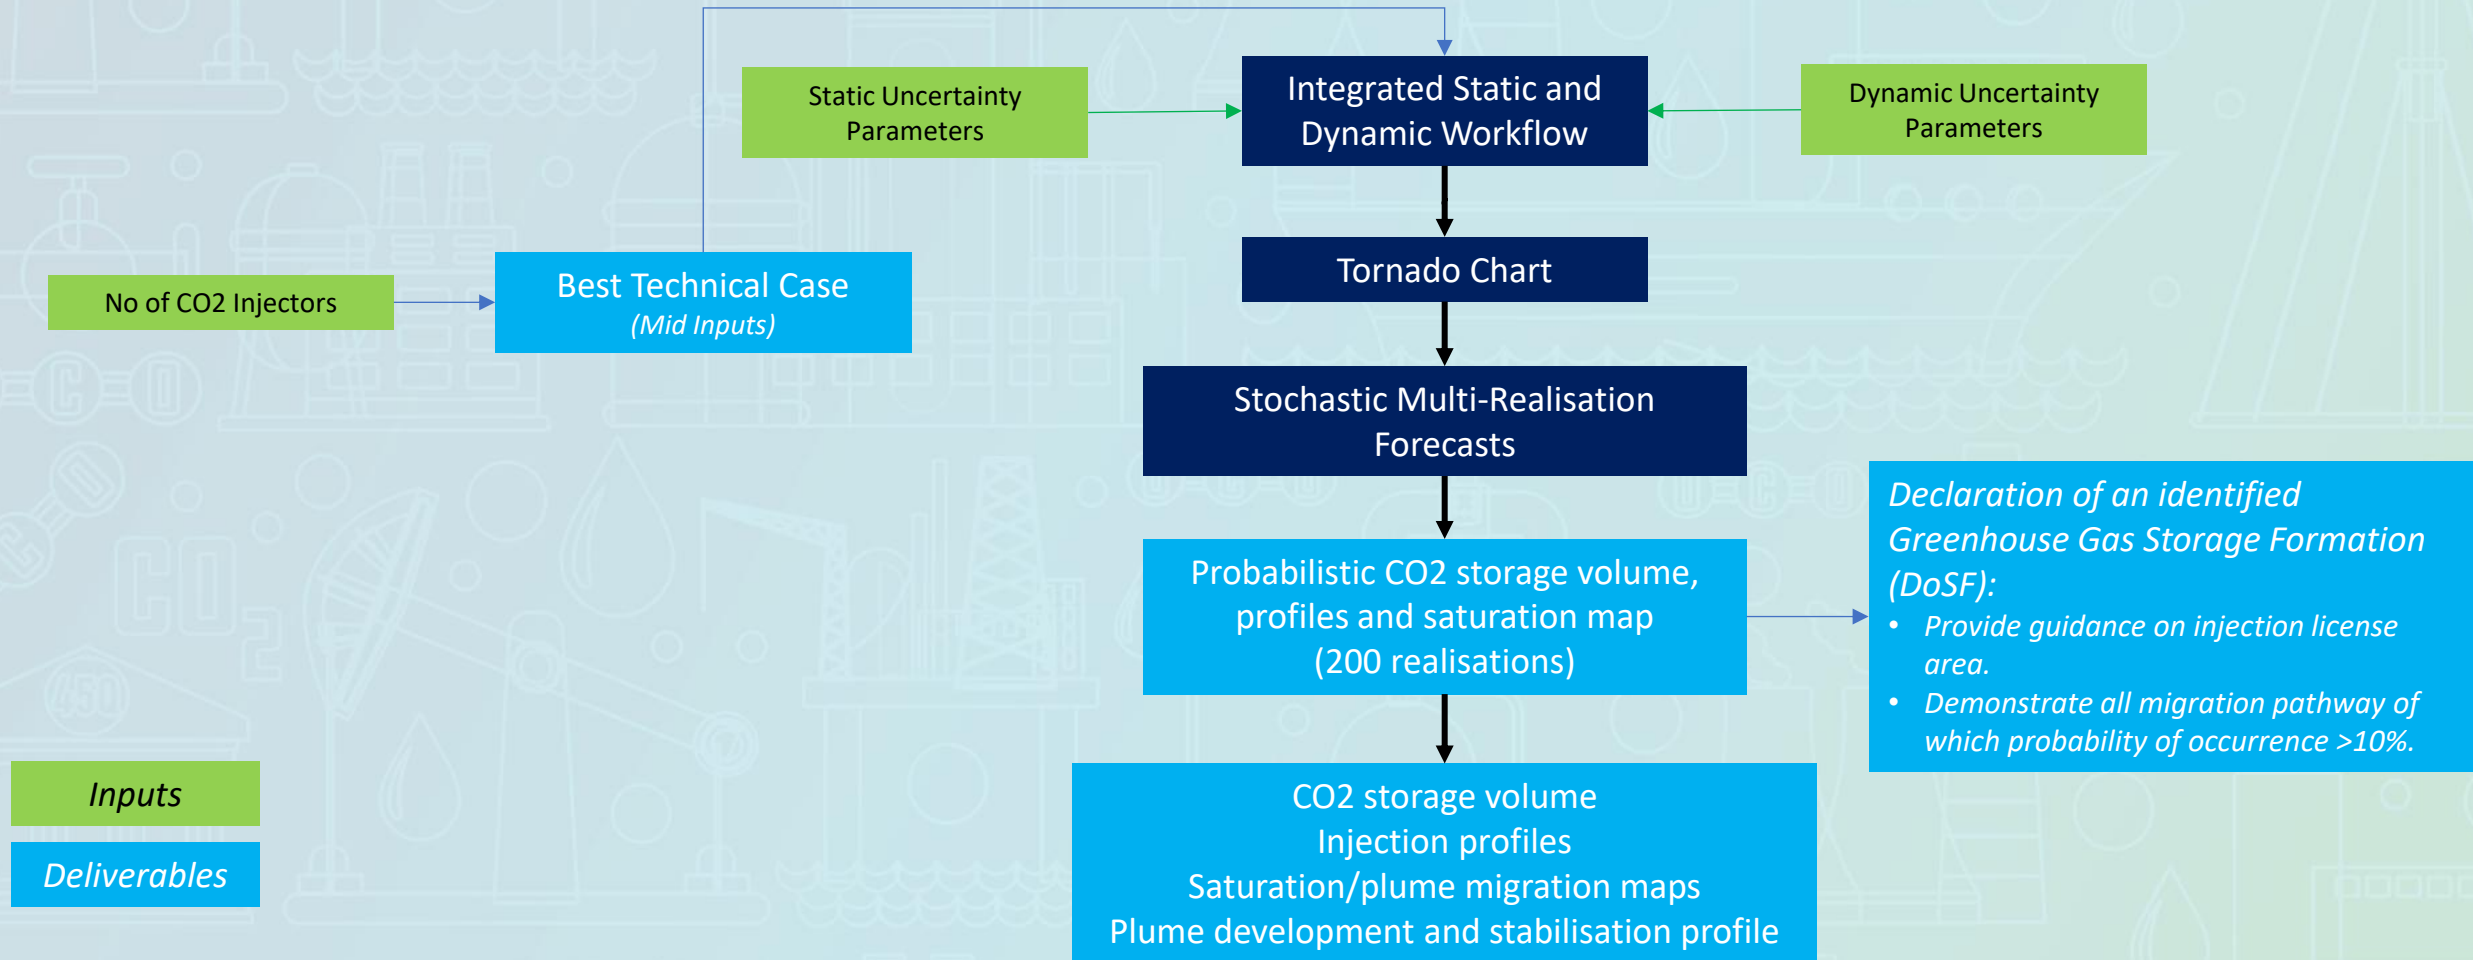 Integrated Static and
Dynamic Workflow
Static Uncertainty
Parameters
Dynamic Uncertainty
Parameters
Tornado Chart
No of CO2 Injectors
Best Technical Case
(Mid Inputs)
Stochastic Multi-Realisation
Forecasts
Probabilistic CO2 storage volume,
profiles and saturation map
(200 realisations)
Declaration of an identified
Greenhouse Gas Storage Formation
(DoSF):
• Provide guidance on injection license
area.
• Demonstrate all migration pathway of
which probability of occurrence >10%.
CO2 storage volume
Injection profiles
Saturation/plume migration maps
Plume development and stabilisation profile
Inputs
Deliverables
CO2
450